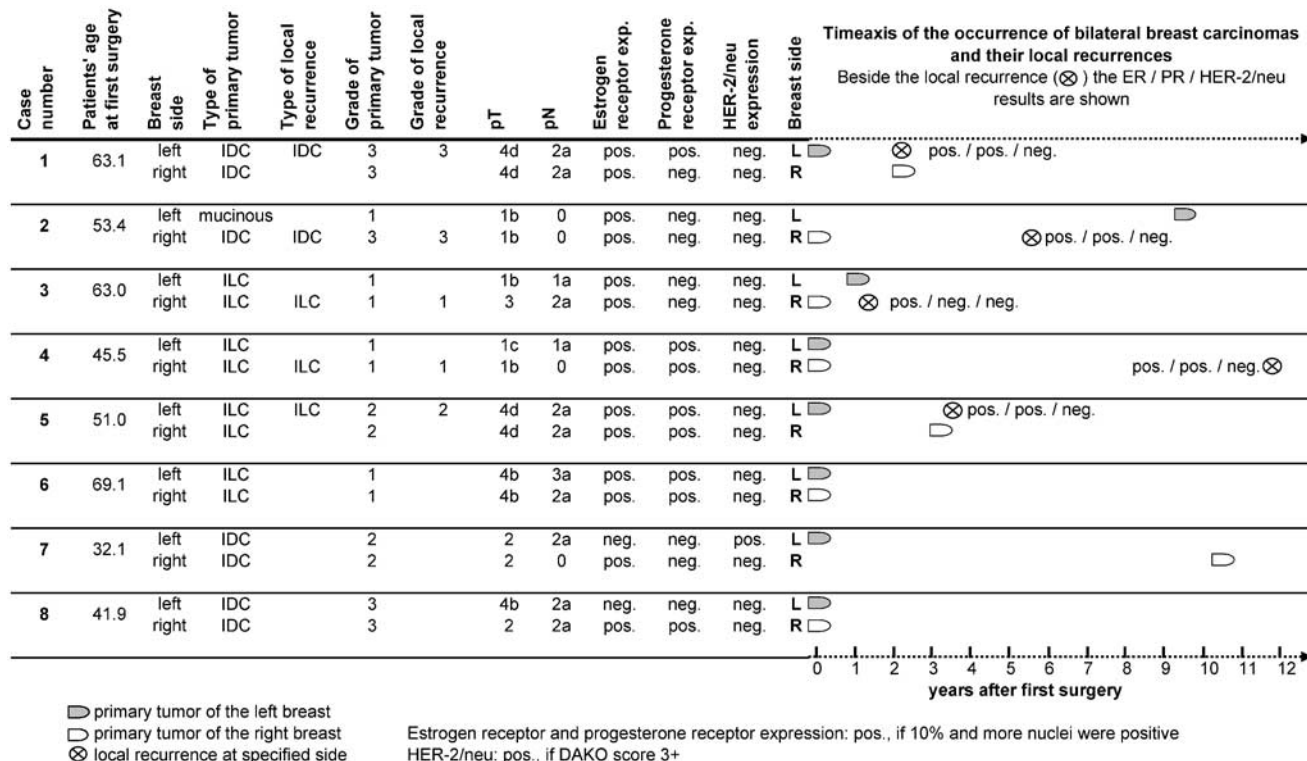 Case number
Patients' age at first surgery
Breast side
Type of primary tumor
Type of local recurrence
Grade of primary tumor
Grade of local recurrence
pT
pN
Estrogen receptor exp.
Progesterone receptor exp.
HER-2/neu expression
Breast side
Timeaxis of the occurrence of bilateral breast carcinomas
and their local recurrences
Beside the local recurrence (⊗) the ER / PR / HER-2/neu
results are shown
1 63.1 left IDC IDC 3 3 4d 2a pos. pos. neg. L pos. / pos. / neg.
right IDC 3 4d 2a pos. neg. neg. R
2 53.4 left mucinous 1 1b 0 pos. neg. neg. L
right IDC IDC 3 3 1b 0 pos. neg. neg. R pos. / pos. / neg.
3 63.0 left ILC 1 1b 1a pos. neg. neg. L
right ILC ILC 1 1 3 2a pos. neg. neg. R pos. / neg. / neg.
4 45.5 left ILC 1 1c 1a pos. pos. neg. L
right ILC ILC 1 1 1b 0 pos. pos. neg. R pos. / pos. / neg.
5 51.0 left ILC ILC 2 2 4d 2a pos. pos. neg. L pos. / pos. / neg.
right ILC 2 4d 2a pos. pos. neg. R
6 69.1 left ILC 1 4b 3a pos. pos. neg. L
right ILC 1 4b 2a pos. pos. neg. R
7 32.1 left IDC 2 2 2a neg. neg. pos. L
right IDC 2 2 0 pos. neg. neg. R
8 41.9 left IDC 3 4b 2a neg. neg. neg. L
right IDC 3 2 2a pos. pos. neg. R
0 1 2 3 4 5 6 7 8 9 10 11 12
years after first surgery
primary tumor of the left breast
primary tumor of the right breast
local recurrence at specified side
Estrogen receptor and progesterone receptor expression: pos., if 10% and more nuclei were positive
HER-2/neu: pos., if DAKO score 3+